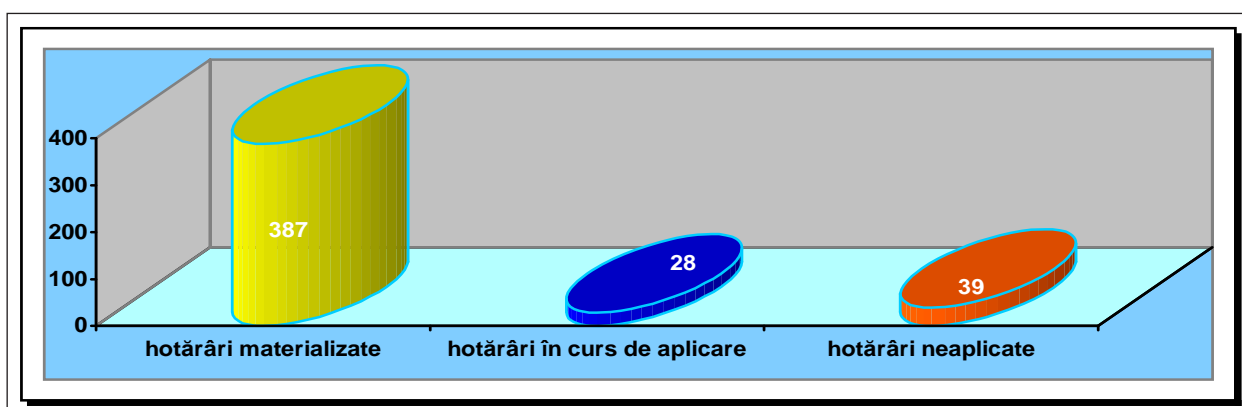 400
300
200
100
0
387
28
39
hotărâri materializate
hotărâri în curs de aplicare
hotărâri neaplicate